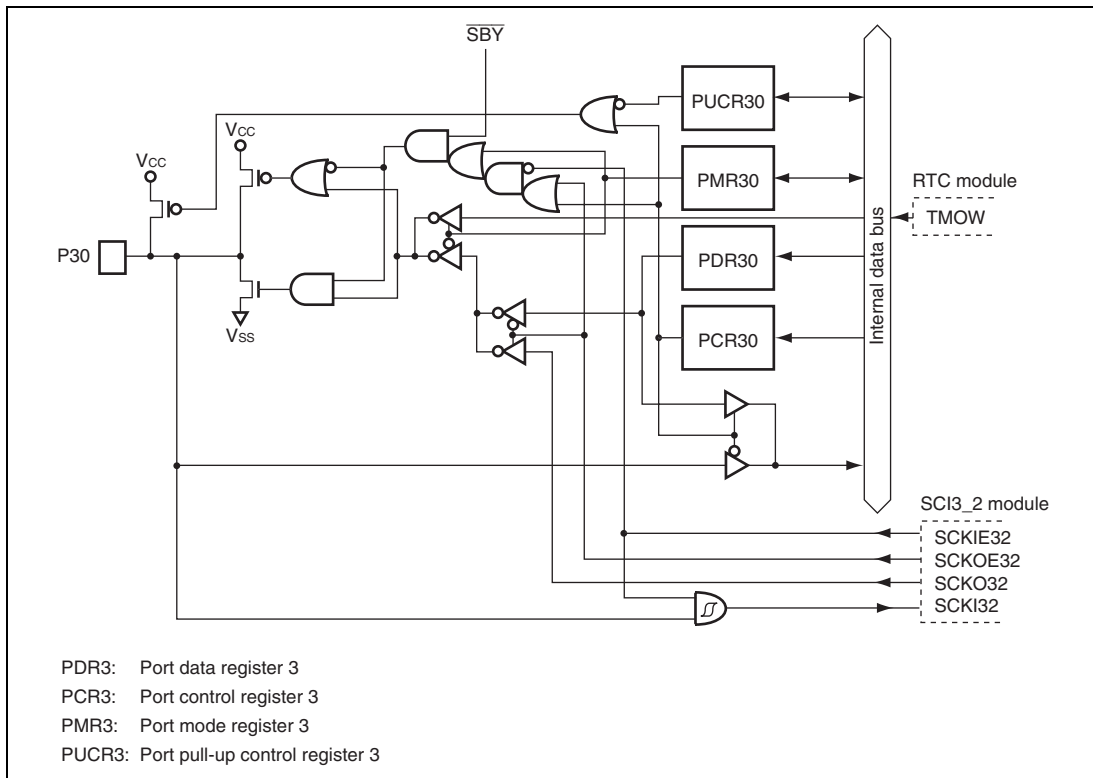 SBY
PUCR30
VCC
VCC
PMR30
RTC module
TMOW
P30
PDR30
Internal data bus
VSS
PCR30
SCI3_2 module
SCKIE32
SCKOE32
SCKO32
SCKI32
PDR3: Port data register 3
PCR3: Port control register 3
PMR3: Port mode register 3
PUCR3: Port pull-up control register 3